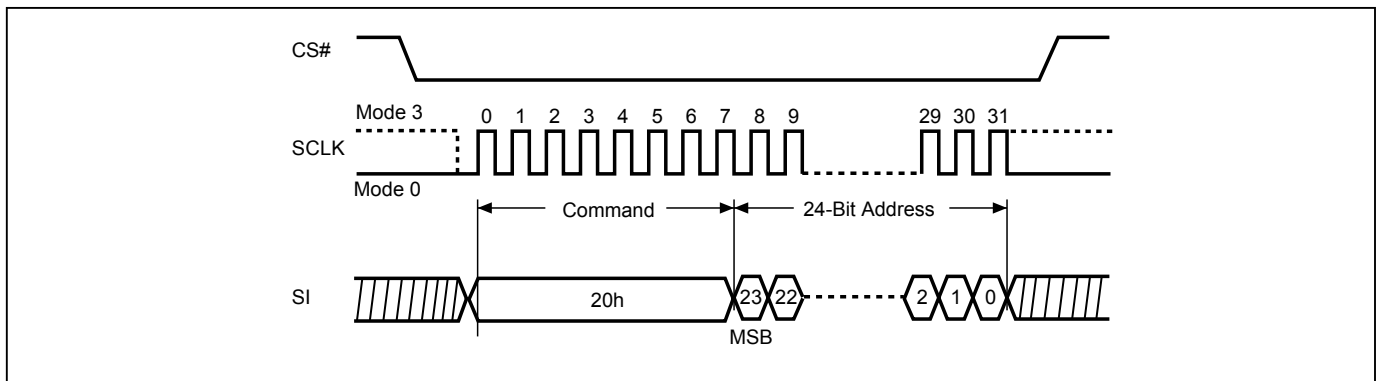 CS#
Mode 3
0 1 2 3 4 5 6 7 8 9 29 30 31
SCLK
Mode 0
Command 24-Bit Address
SI 20h 23 22 2 1 0
MSB